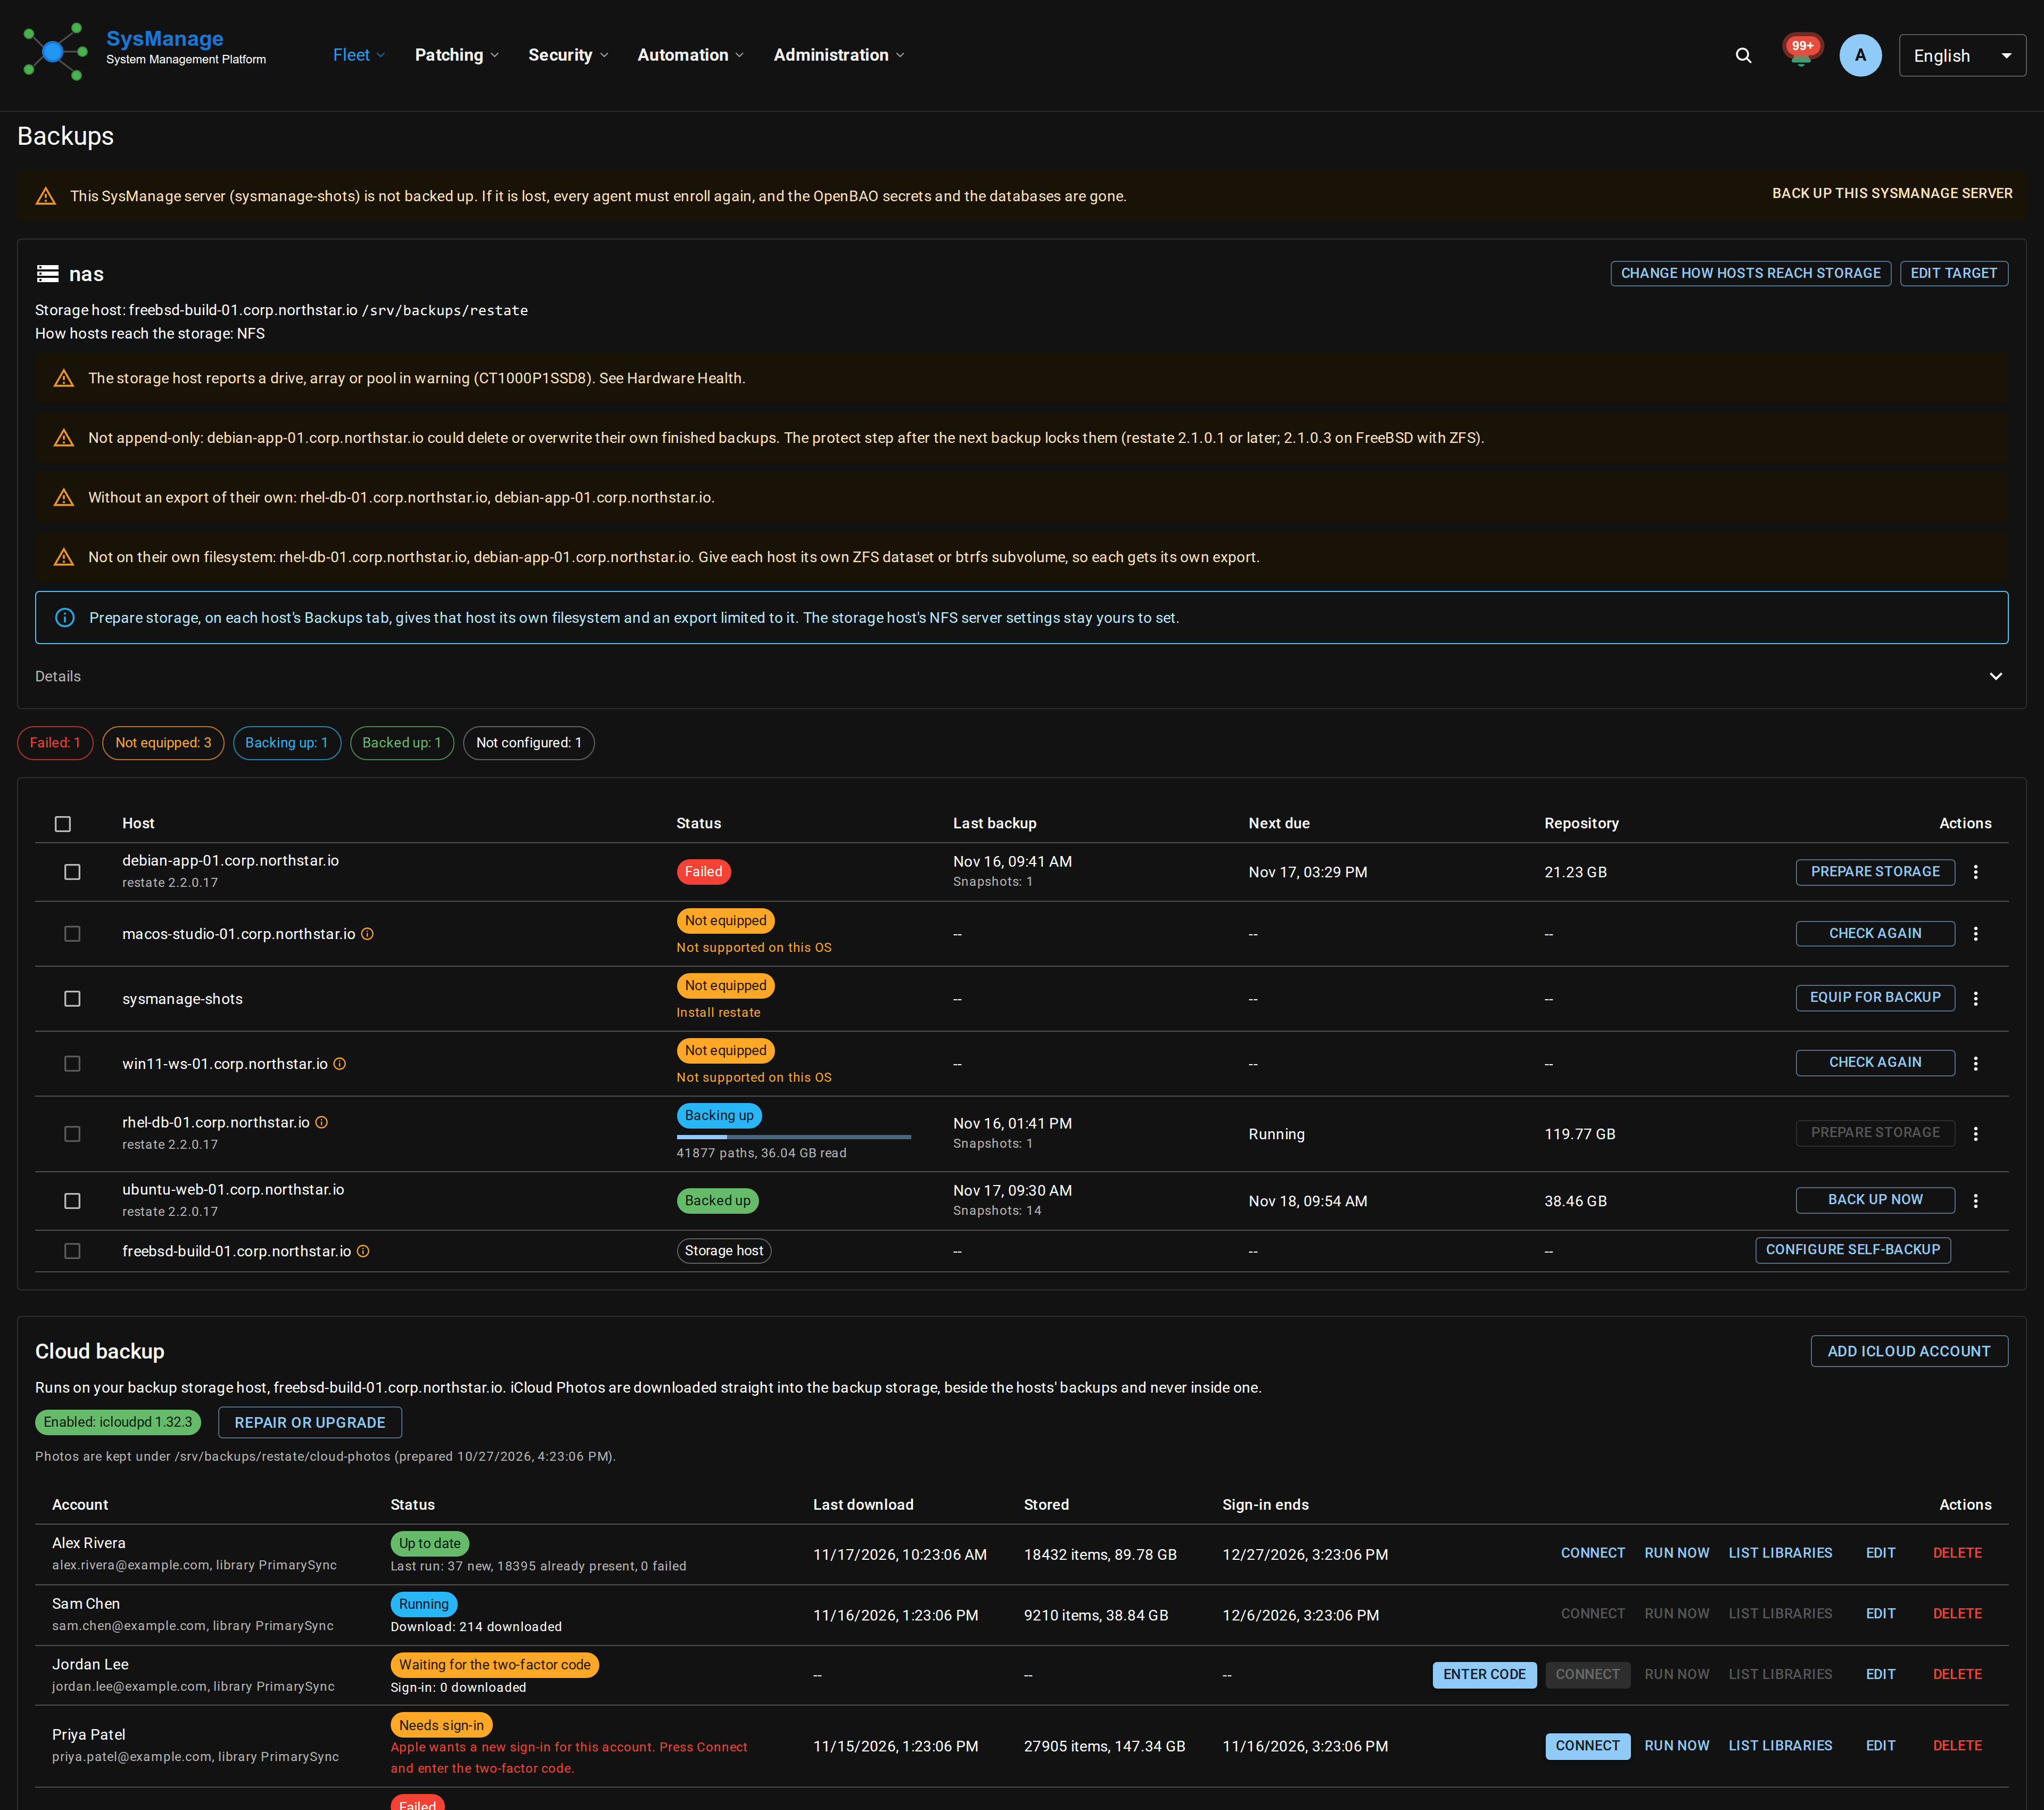 SysManage
System Management Platform
Fleet
Patching
Security
Automation
Administration
99+
A
English
Backups
This SysManage server (sysmanage-shots) is not backed up. If it is lost, every agent must enroll again, and the OpenBAO secrets and the databases are gone.
BACK UP THIS SYSMANAGE SERVER
nas
CHANGE HOW HOSTS REACH STORAGE
EDIT TARGET
Storage host: freebsd-build-01.corp.northstar.io /srv/backups/restate
How hosts reach the storage: NFS
The storage host reports a drive, array or pool in warning (CT1000P1SSD8). See Hardware Health.
Not append-only: debian-app-01.corp.northstar.io could delete or overwrite their own finished backups. The protect step after the next backup locks them (restate 2.1.0.1 or later; 2.1.0.3 on FreeBSD with ZFS).
Without an export of their own: rhel-db-01.corp.northstar.io, debian-app-01.corp.northstar.io.
Not on their own filesystem: rhel-db-01.corp.northstar.io, debian-app-01.corp.northstar.io. Give each host its own ZFS dataset or btrfs subvolume, so each gets its own export.
Prepare storage, on each host's Backups tab, gives that host its own filesystem and an export limited to it. The storage host's NFS server settings stay yours to set.
Details
Failed: 1
Not equipped: 3
Backing up: 1
Backed up: 1
Not configured: 1
Host Status Last backup Next due Repository Actions
debian-app-01.corp.northstar.io
restate 2.2.0.17
Failed
Nov 16, 09:41 AM
Snapshots: 1
Nov 17, 03:29 PM
21.23 GB
PREPARE STORAGE
macos-studio-01.corp.northstar.io
Not equipped
Not supported on this OS
--
--
--
CHECK AGAIN
sysmanage-shots
Not equipped
Install restate
--
--
--
EQUIP FOR BACKUP
win11-ws-01.corp.northstar.io
Not equipped
Not supported on this OS
--
--
--
CHECK AGAIN
rhel-db-01.corp.northstar.io
restate 2.2.0.17
Backing up
41877 paths, 36.04 GB read
Nov 16, 01:41 PM
Snapshots: 1
Running
119.77 GB
PREPARE STORAGE
ubuntu-web-01.corp.northstar.io
restate 2.2.0.17
Backed up
Nov 17, 09:30 AM
Snapshots: 14
Nov 18, 09:54 AM
38.46 GB
BACK UP NOW
freebsd-build-01.corp.northstar.io
Storage host
--
--
--
CONFIGURE SELF-BACKUP
Cloud backup
ADD ICLOUD ACCOUNT
Runs on your backup storage host, freebsd-build-01.corp.northstar.io. iCloud Photos are downloaded straight into the backup storage, beside the hosts' backups and never inside one.
Enabled: icloudpd 1.32.3
REPAIR OR UPGRADE
Photos are kept under /srv/backups/restate/cloud-photos (prepared 10/27/2026, 4:23:06 PM).
Account Status Last download Stored Sign-in ends Actions
Alex Rivera
alex.rivera@example.com, library PrimarySync
Up to date
Last run: 37 new, 18395 already present, 0 failed
11/17/2026, 10:23:06 AM
18432 items, 89.78 GB
12/27/2026, 3:23:06 PM
CONNECT RUN NOW LIST LIBRARIES EDIT DELETE
Sam Chen
sam.chen@example.com, library PrimarySync
Running
Download: 214 downloaded
11/16/2026, 1:23:06 PM
9210 items, 38.84 GB
12/6/2026, 3:23:06 PM
CONNECT RUN NOW LIST LIBRARIES EDIT DELETE
Jordan Lee
jordan.lee@example.com, library PrimarySync
Waiting for the two-factor code
Sign-in: 0 downloaded
--
--
--
ENTER CODE CONNECT RUN NOW LIST LIBRARIES EDIT DELETE
Priya Patel
priya.patel@example.com, library PrimarySync
Needs sign-in
Apple wants a new sign-in for this account. Press Connect
and enter the two-factor code.
11/15/2026, 1:23:06 PM
27905 items, 147.34 GB
11/16/2026, 3:23:06 PM
CONNECT RUN NOW LIST LIBRARIES EDIT DELETE
Failed